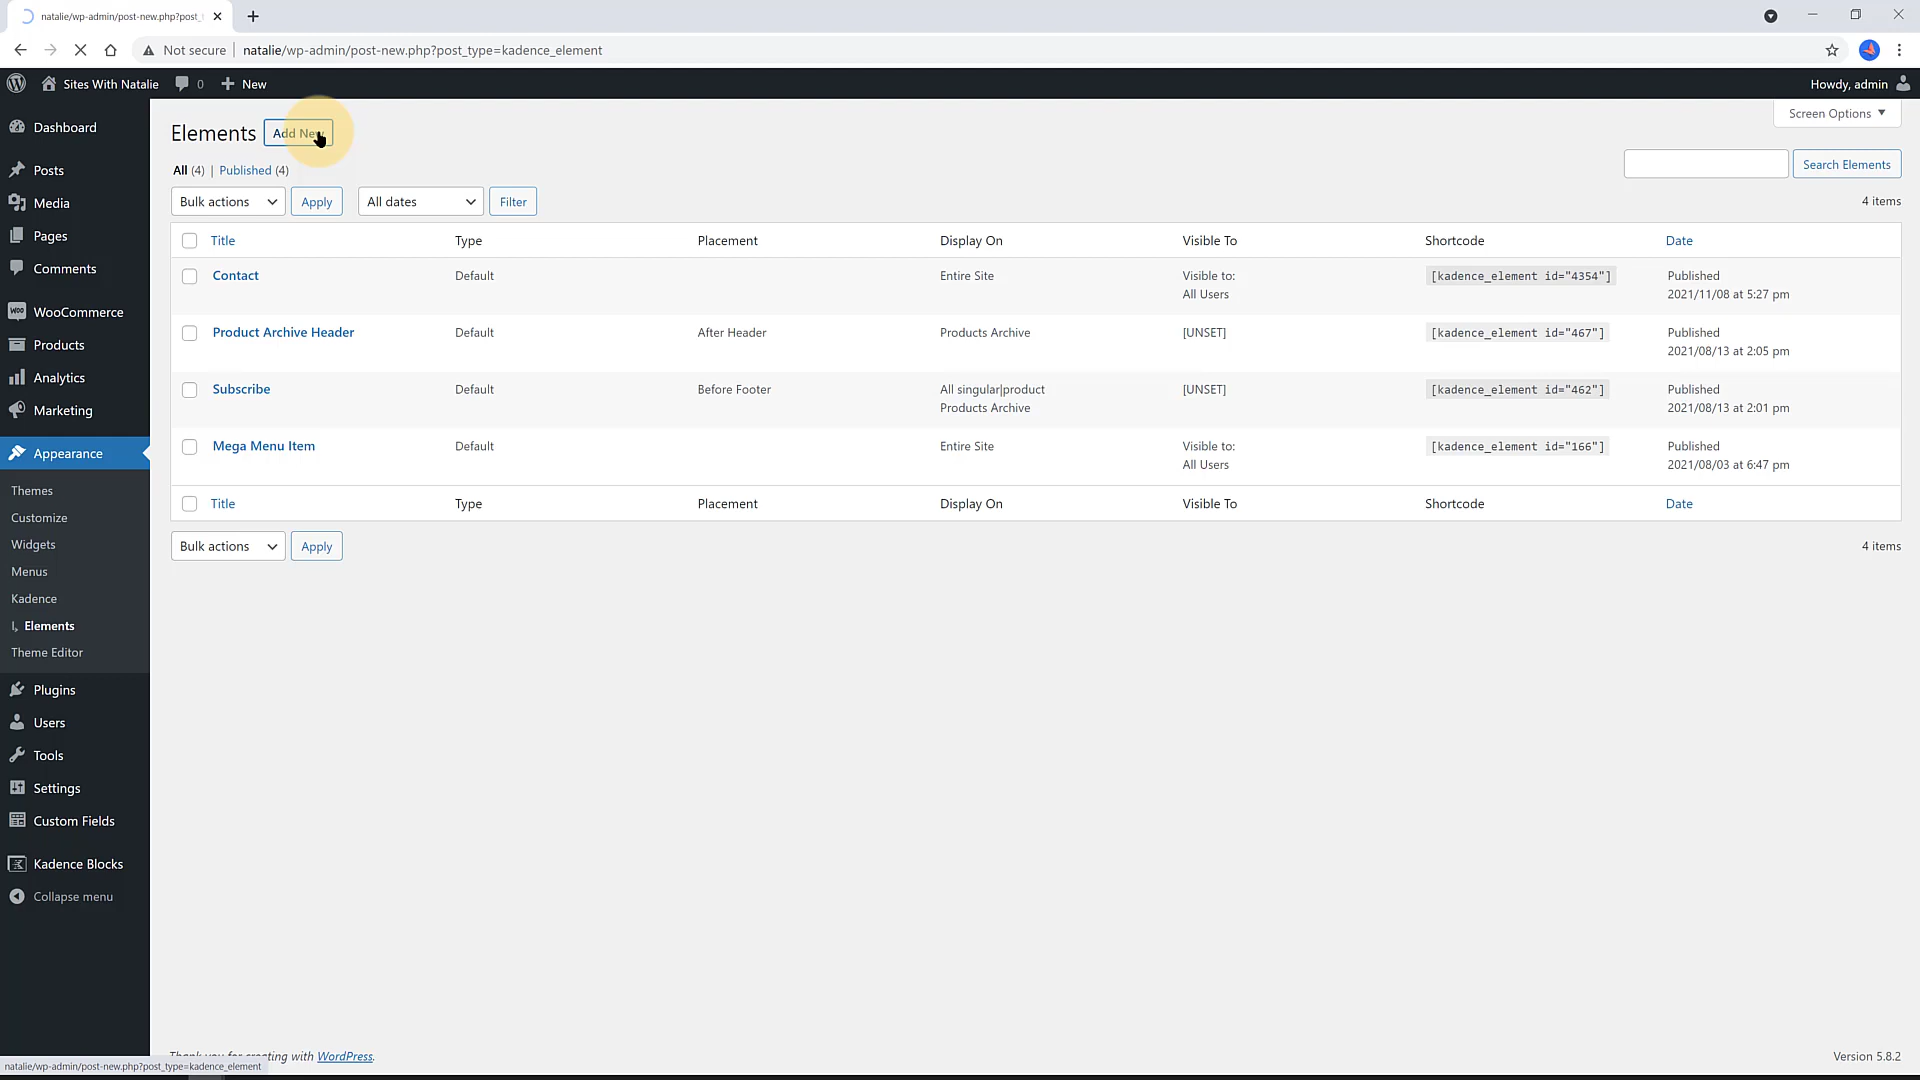 natalie/wp-admin/post-new.php?post_
Not secure natalie/wp-admin/post-new.php?post_type=kadence_element
Sites With Natalie 0 New Howdy, admin
Screen Options
Elements Add New
All (4) | Published (4)
Search Elements
Bulk actions Apply All dates Filter 4 items
Title Type Placement Display On Visible To Shortcode Date
Contact Default Entire Site Visible to: [kadence_element id="4354"] Published
All Users 2021/11/08 at 5:27 pm
Product Archive Header Default After Header Products Archive [UNSET] [kadence_element id="467"] Published
2021/08/13 at 2:05 pm
Subscribe Default Before Footer All singular|product [UNSET] [kadence_element id="462"] Published
Products Archive 2021/08/13 at 2:01 pm
Mega Menu Item Default Entire Site Visible to: [kadence_element id="166"] Published
All Users 2021/08/03 at 6:47 pm
Title Type Placement Display On Visible To Shortcode Date
Bulk actions Apply 4 items
Dashboard
Posts
Media
Pages
Comments
WooCommerce
Products
Analytics
Marketing
Appearance
Themes
Customize
Widgets
Menus
Kadence
Elements
Theme Editor
Plugins
Users
Tools
Settings
Custom Fields
Kadence Blocks
Collapse menu
Thank you for creating with WordPress. Version 5.8.2
natalie/wp-admin/post-new.php?post_type=kadence_element